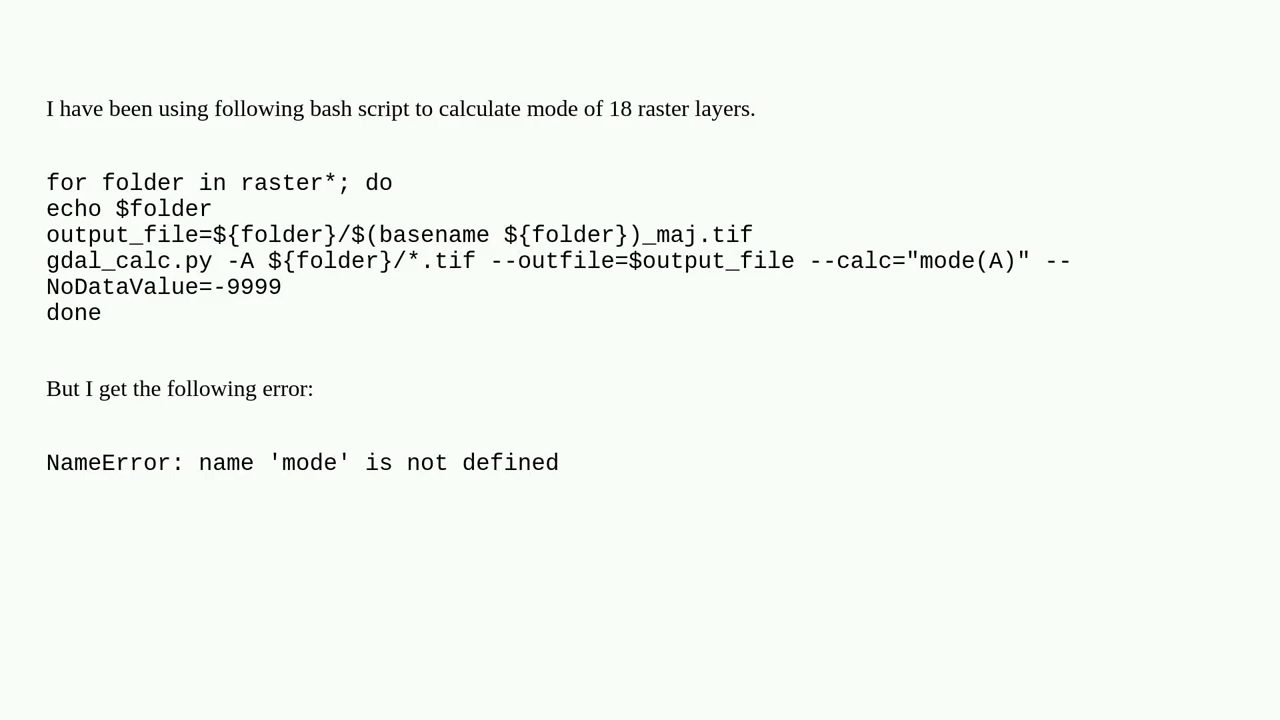 I have been using following bash script to calculate mode of 18 raster layers.
for folder in raster*; do
echo $folder
output_file=${folder}/$(basename ${folder})_maj.tif
gdal_calc.py -A ${folder}/*.tif --outfile=$output_file --calc="mode(A)" --
NoDataValue=-9999
done
But I get the following error:
NameError: name 'mode' is not defined